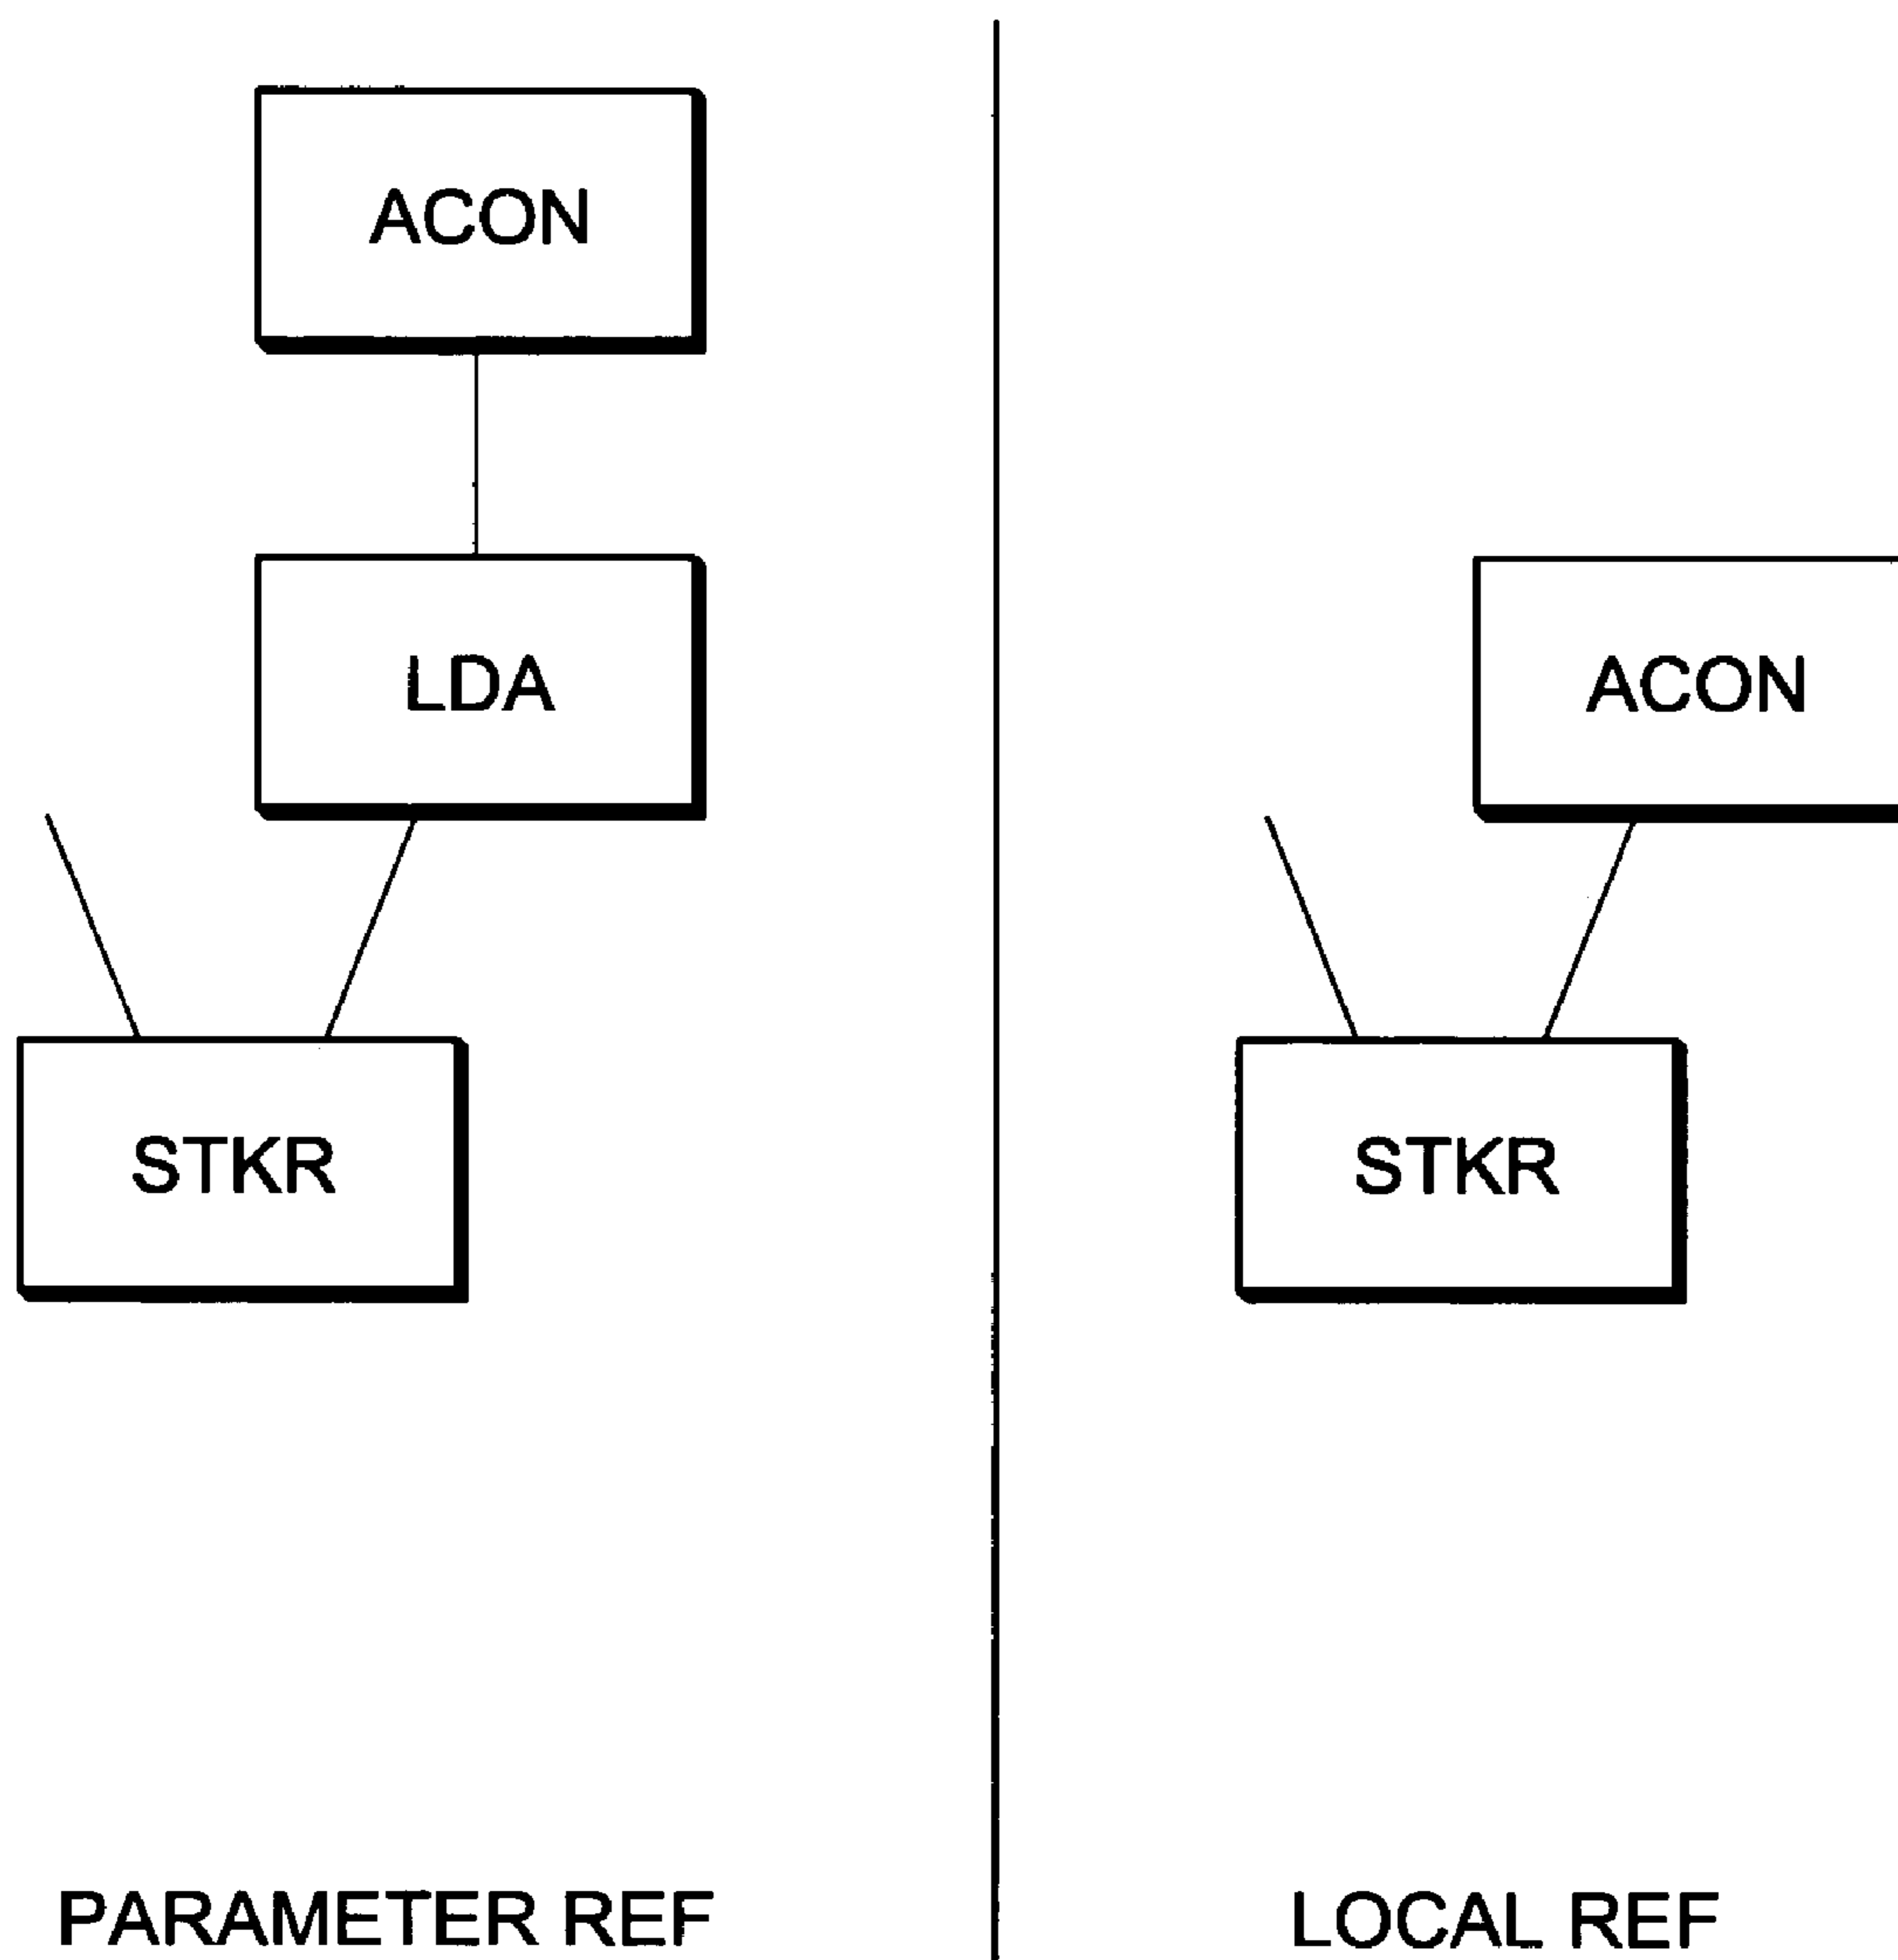 ACON
LDA
STKR
PARAMETER REF
ACON
STKR
LOCAL REF